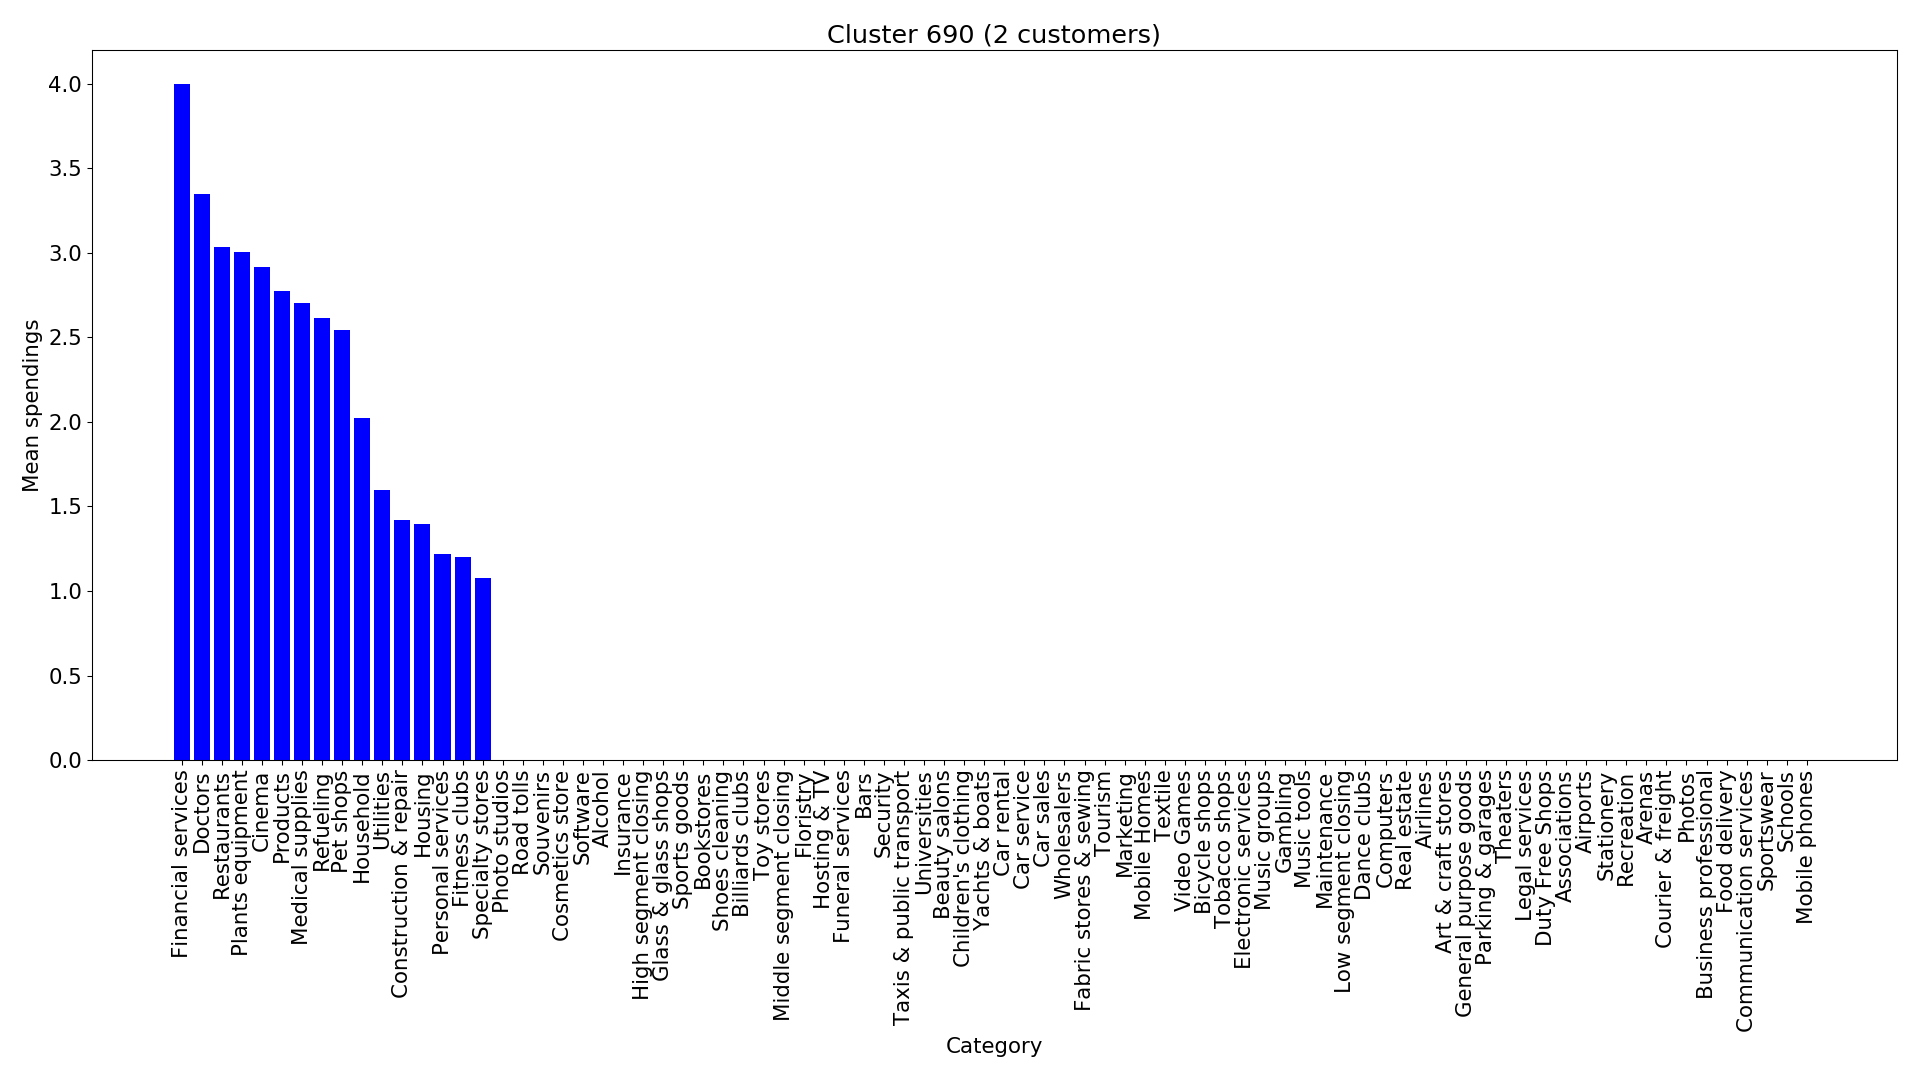 Cluster 690 (2 customers)
Mean spendings
4.0
3.5
3.0
2.5
2.0
1.5
1.0
0.5
0.0
Financial services
Doctors
Restaurants
Plants equipment
Cinema
Products
Medical supplies
Refueling
Pet shops
Household
Utilities
Construction & repair
Housing
Personal services
Fitness clubs
Specialty stores
Photo studios
Road tolls
Souvenirs
Cosmetics store
Software
Alcohol
Insurance
High segment closing
Glass & glass shops
Sports goods
Bookstores
Shoes cleaning
Billiards clubs
Toy stores
Middle segment closing
Floristry
Hosting & TV
Funeral services
Bars
Security
Taxis & public transport
Universities
Beauty salons
Children's clothing
Yachts & boats
Car rental
Car service
Car sales
Wholesalers
Fabric stores & sewing
Tourism
Marketing
Mobile Homes
Textile
Video Games
Bicycle shops
Tobacco shops
Electronic services
Music groups
Gambling
Music tools
Maintenance
Low segment closing
Dance clubs
Computers
Real estate
Airlines
Art & craft stores
General purpose goods
Parking & garages
Theaters
Legal services
Duty Free Shops
Associations
Airports
Stationery
Recreation
Arenas
Courier & freight
Photos
Business professional
Food delivery
Communication services
Sportswear
Schools
Mobile phones
Category